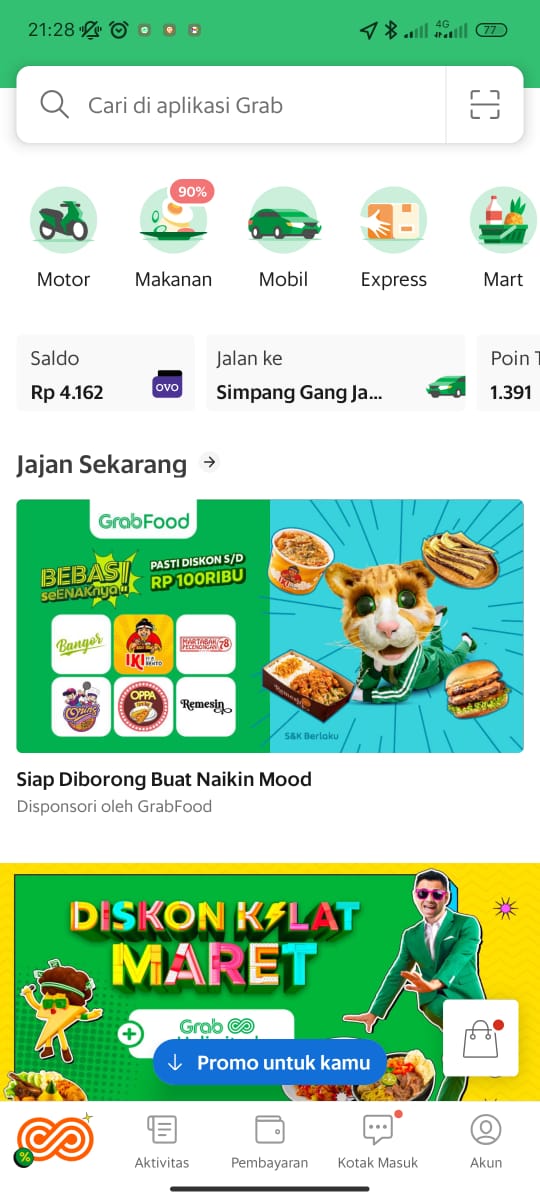 21:28
4G
77
Cari di aplikasi Grab
90%
Motor
Makanan
Mobil
Express
Mart
Saldo
Rp 4.162
OVO
Jalan ke
Simpang Gang Ja...
Poin T
1.391
Jajan Sekarang
GrabFood
BEBAS!
seENAKnya!!
PASTI DISKON S/D
RP 100RIBU
Bangor
IKI
BENTO
MARTABAK
PECENONGAN 78
OPPA
Remesin
S&K Berlaku
Siap Diborong Buat Naikin Mood
Disponsori oleh GrabFood
DISKON KILAT
MARET
Grab
Promo untuk kamu
%
Aktivitas
Pembayaran
Kotak Masuk
Akun